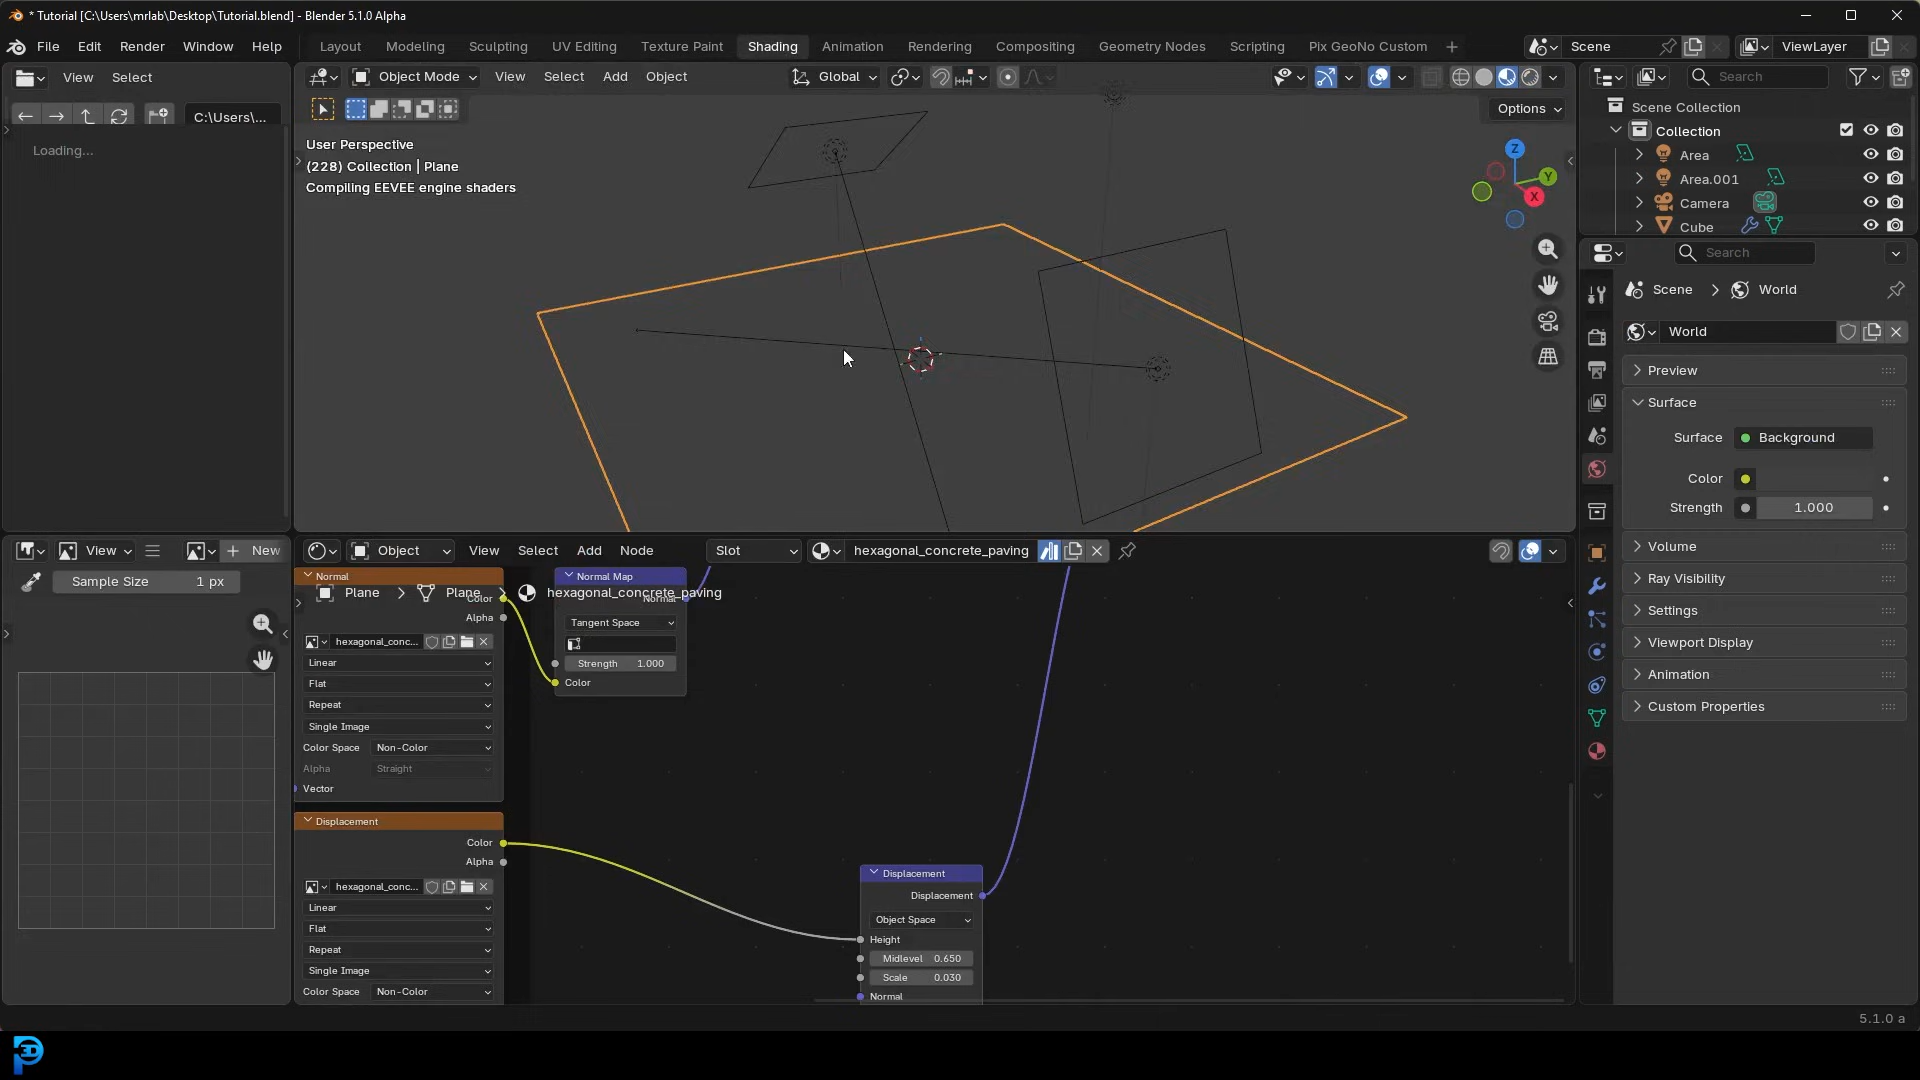 * Tutorial [C:\Users\mrlab\Desktop\Tutorial.blend] - Blender 5.1.0 Alpha
File Edit Render Window Help
Layout Modeling Sculpting UV Editing Texture Paint Shading Animation Rendering Compositing Geometry Nodes Scripting Pix GeoNo Custom
Scene
ViewLayer
View Select
C:\Users\...
Loading...
Object Mode View Select Add Object
Global
Options
User Perspective
(228) Collection | Plane
Compiling EEVEE engine shaders
Z
Y
X
Search
Scene Collection
Collection
Area
Area.001
Camera
Cube
Search
Scene > World
World
Preview
Surface
Surface Background
Color
Strength 1.000
Volume
Ray Visibility
Settings
Viewport Display
Animation
Custom Properties
View
New
Sample Size 1 px
Object View Select Add Node
Slot
hexagonal_concrete_paving
Plane > Plane > hexagonal_concrete_paving
Normal
Color
Alpha
hexagonal_conc...
Linear
Flat
Repeat
Single Image
Color Space Non-Color
Alpha Straight
Vector
Normal Map
Normal
Tangent Space
Strength 1.000
Color
Displacement
Color
Alpha
hexagonal_conc...
Linear
Flat
Repeat
Single Image
Color Space Non-Color
Displacement
Displacement
Object Space
Height
Midlevel 0.650
Scale 0.030
Normal
5.1.0 a